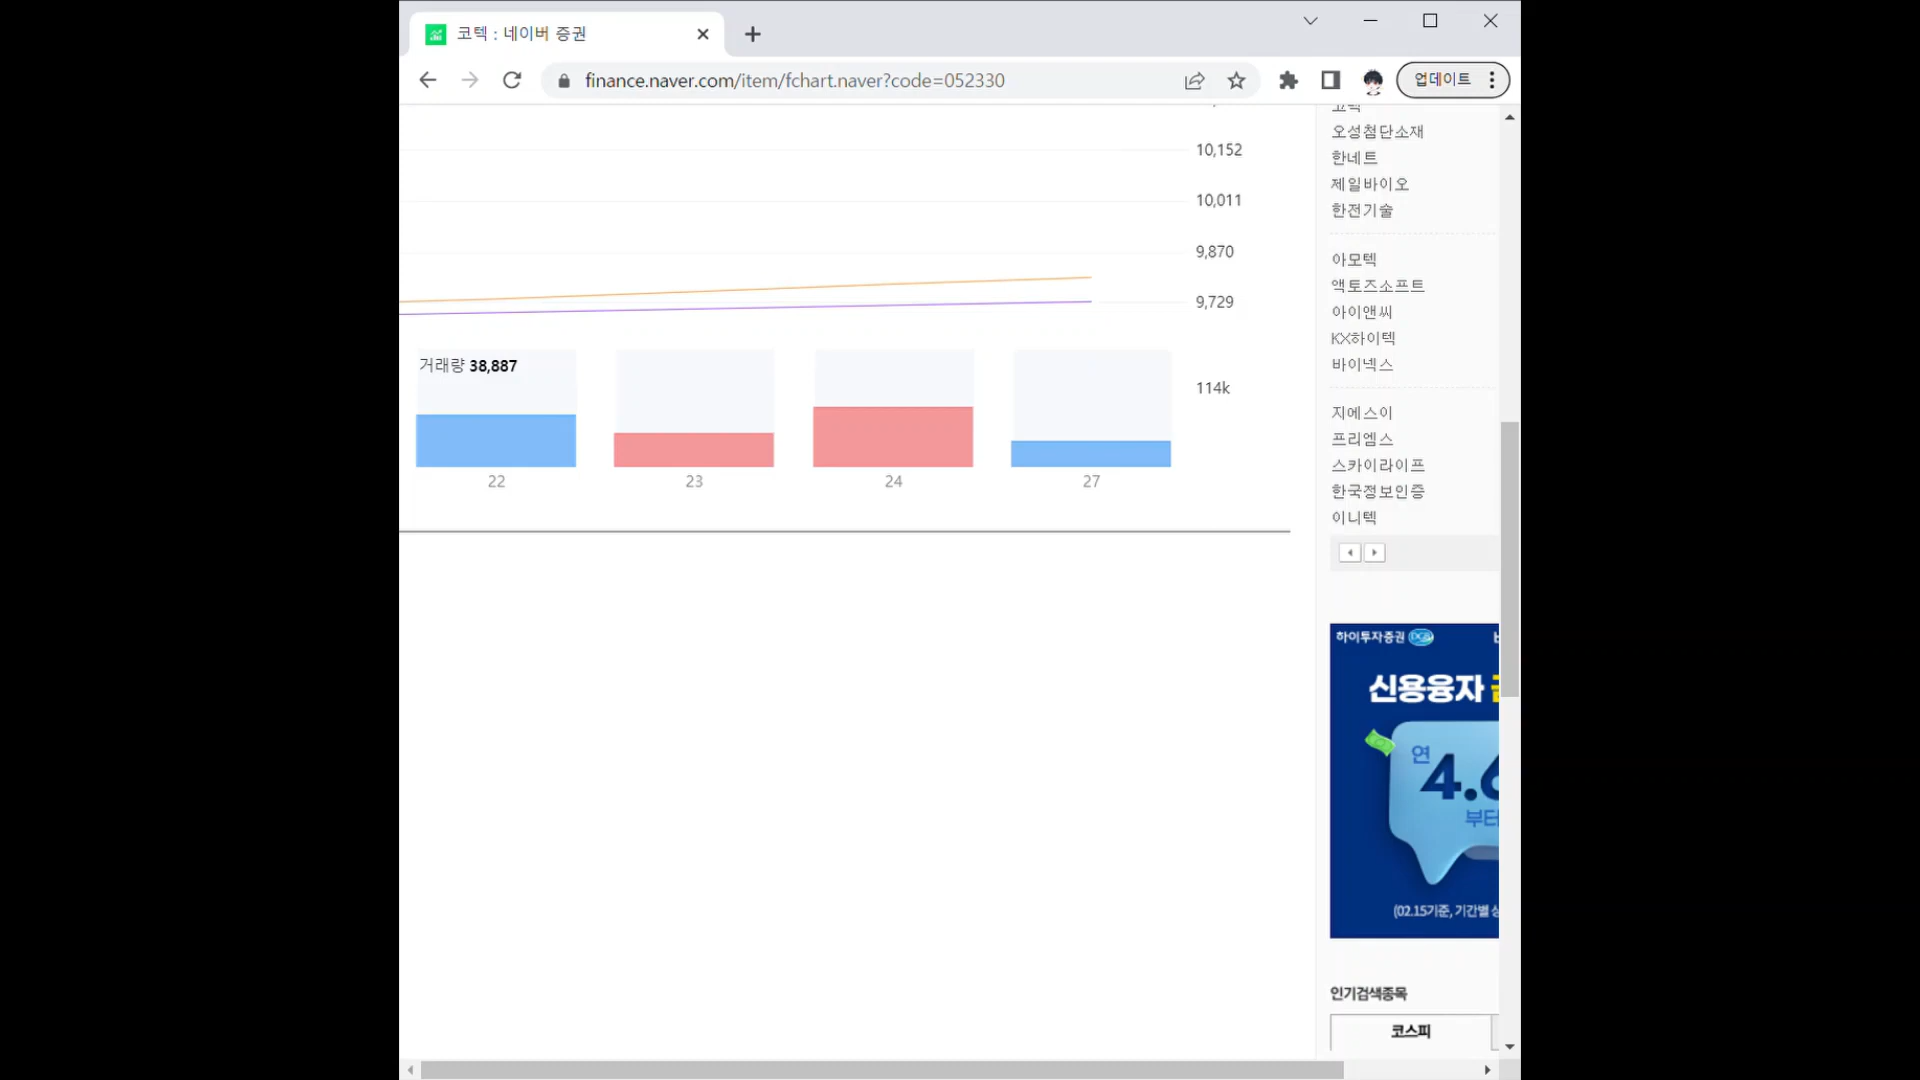 코텍 : 네이버 증권
finance.naver.com/item/fchart.naver?code=052330
업데이트
10,152
10,011
9,870
9,729
거래량 38,887
114k
22
23
24
27
코텍
오성첨단소재
한네트
제일바이오
한전기술
아모텍
액토즈소프트
아이앤씨
KX하이텍
바이넥스
지에스이
프리엠스
스카이라이프
한국정보인증
이니텍
하이투자증권 DGB
신용융자
연
4.6
부터
(02.15기준, 기간별
인기검색종목
코스피